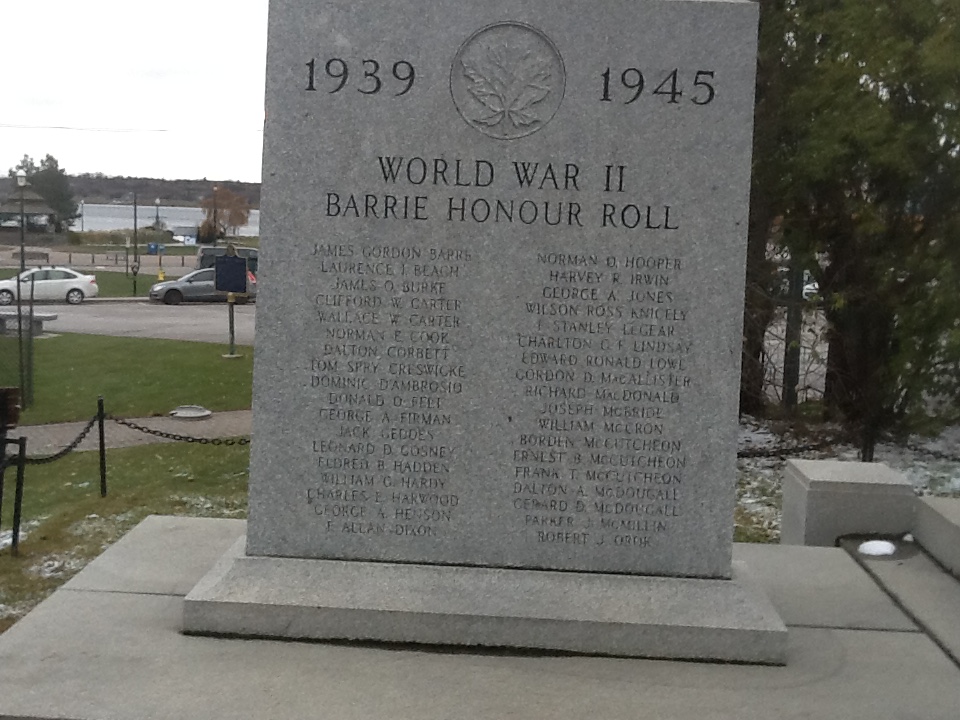 1939 1945
WORLD WAR II
BARRIE HONOUR ROLL
JAMES GORDON BARRE
LAURENCE J. BEACH
JAMES O. BURKE
CLIFFORD W. CARTER
WALLACE W. CARTER
NORMAN E. COOK
DALTON CORBETT
TOM SPRY CRESWICKE
DOMINIC D'AMBROSIO
DONALD O.
GEORGE A. FIRMAN
JACK GEDDES
LEONARD D. GOSNEY
ELDRED B. HADDEN
WILLIAM G. HARDY
CHARLES E. HARWOOD
GEORGE A. HENSON
F. ALLAN DIXON
NORMAN D. HOOPER
HARVEY R. IRWIN
GEORGE A. JONES
WILSON ROSS KNICELY
STANLEY LEGEAR
CHARLTON C. F. LINDSAY
EDWARD RONALD LOWE
GORDON D. MACALLISTER
RICHARD MACDONALD
JOSEPH MCBRIDE
WILLIAM MCCRON
BORDEN MCCUTCHEON
ERNEST B. MCCUTCHEON
FRANK T. MCCUTCHEON
DALTON A. MCDOUGALL
GERARD D. MCDOUGALL
PARKER J. MCMILLIN
ROBERT J. ORDE